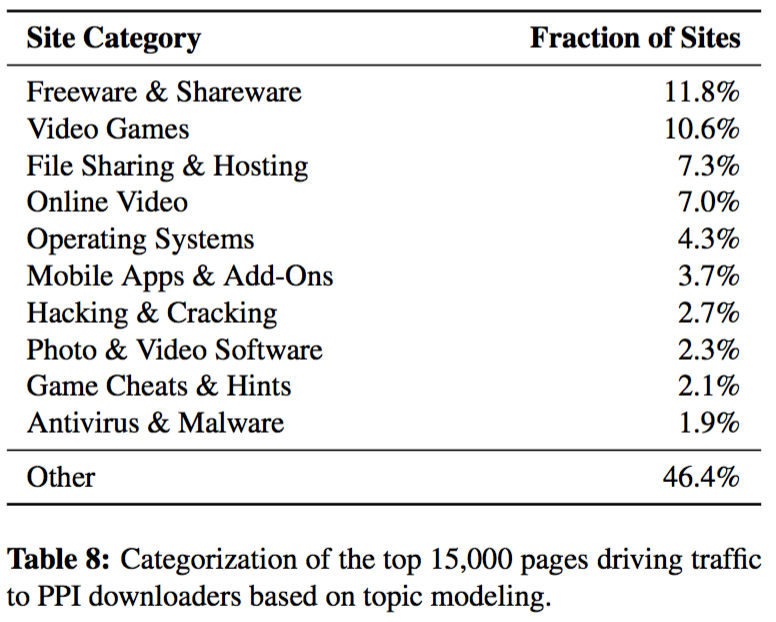 Site Category Fraction of Sites
Freeware & Shareware 11.8%
Video Games 10.6%
File Sharing & Hosting 7.3%
Online Video 7.0%
Operating Systems 4.3%
Mobile Apps & Add-Ons 3.7%
Hacking & Cracking 2.7%
Photo & Video Software 2.3%
Game Cheats & Hints 2.1%
Antivirus & Malware 1.9%
Other 46.4%
Table 8: Categorization of the top 15,000 pages driving traffic
to PPI downloaders based on topic modeling.